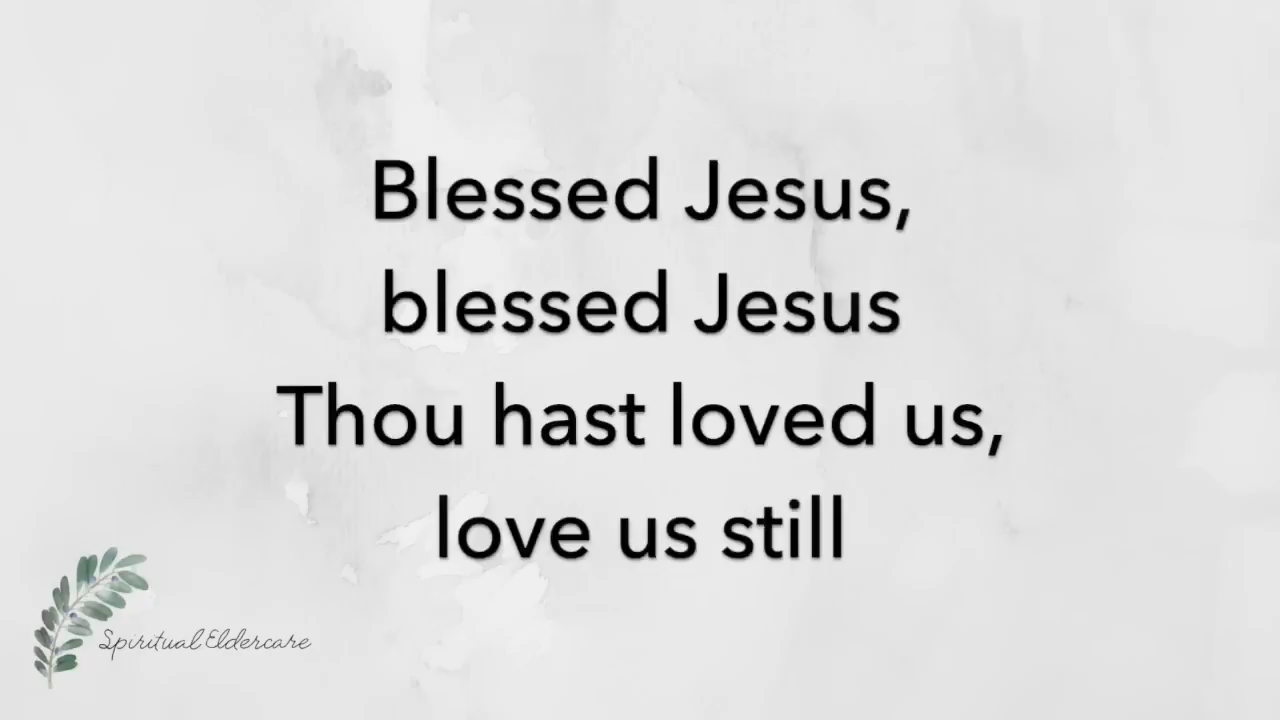 Blessed Jesus,
blessed Jesus
Thou hast loved us,
love us still
Spiritual Eldercare